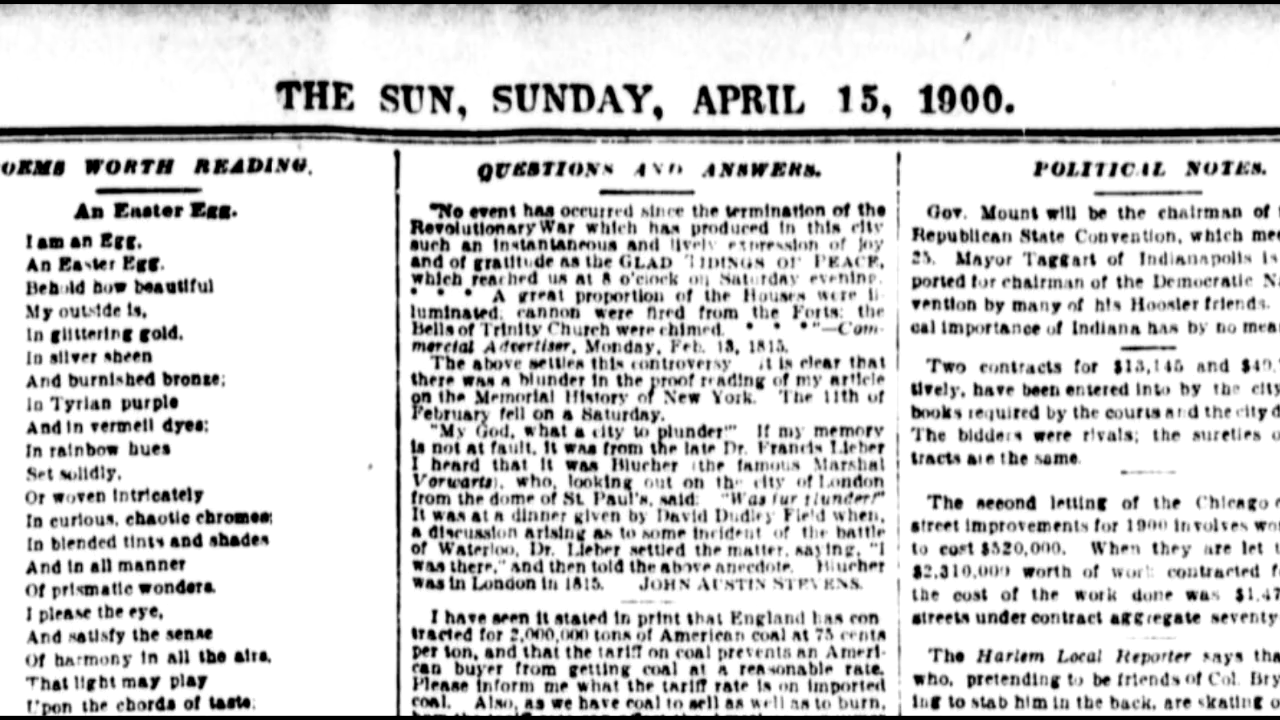 THE SUN, SUNDAY, APRIL 15, 1900.
OEMS WORTH READING.
An Easter Egg.
I am an Egg,
An Easter Egg.
Behold how beautiful
My outside is,
In glittering gold,
In silver sheen
And burnished bronze;
In Tyrian purple
And in vermeil dyes;
In rainbow hues
Set solidly,
Or woven intricately
In curious, chaotic chromes;
In blended tints and shades
And in all manner
Of prismatic wonders.
I please the eye,
And satisfy the sense
Of harmony in all the airs,
That light may play
Upon the chords of taste;
QUESTIONS AND ANSWERS.
"No event has occurred since the termination of the
Revolutionary War which has produced in this city
such an instantaneous and lively expression of joy
and of gratitude as the GLAD TIDINGS OF PEACE,
which reached us at 8 o'clock on Saturday evening.
* * * A great proportion of the Houses were il-
luminated, cannon were fired from the Forts; the
Bells of Trinity Church were chimed. * * *"—Com-
mercial Advertiser, Monday, Feb. 13, 1815.
The above settles this controversy it is clear that
there was a blunder in the proof reading of my article
on the Memorial History of New York. The 11th of
February fell on a Saturday.
"My God, what a city to plunder!" If my memory
is not at fault, it was from the late Dr. Francis Lieber
I heard that it was Blucher (the famous Marshal
Vorwarts), who, looking out on the city of London
from the dome of St. Paul's, said: "Was fur plunder!"
It was at a dinner given by David Dudley Field when,
a discussion arising as to some incident of the battle
of Waterloo, Dr. Lieber settled the matter, saying, "I
was there," and then told the above anecdote. Blucher
was in London in 1815. JOHN AUSTIN STEVENS.
I have seen it stated in print that England has con
tracted for 2,000,000 tons of American coal at 75 cents
per ton, and that the tariff on coal prevents an Ameri-
can buyer from getting coal at a reasonable rate.
Please inform me what the tariff rate is on imported
coal. Also, as we have coal to sell as well as to burn,
POLITICAL NOTES.
Gov. Mount will be the chairman of
Republican State Convention, which mee
25. Mayor Taggart of Indianapolis is
ported for chairman of the Democratic Na
vention by many of his Hoosier friends.
cal importance of Indiana has by no mea
Two contracts for $13,145 and $49,
tively, have been entered into by the city
books required by the courts and the city d
The bidders were rivals; the sureties o
tracts are the same.
The second letting of the Chicago
street improvements for 1900 involves wor
to cost $520,000. When they are let
$2,310,000 worth of work contracted f
the cost of the work done was $1,47
streets under contract aggregate seventy
The Harlem Local Reporter says tha
who, pretending to be friends of Col. Bry
ing to stab him in the back, are skating o